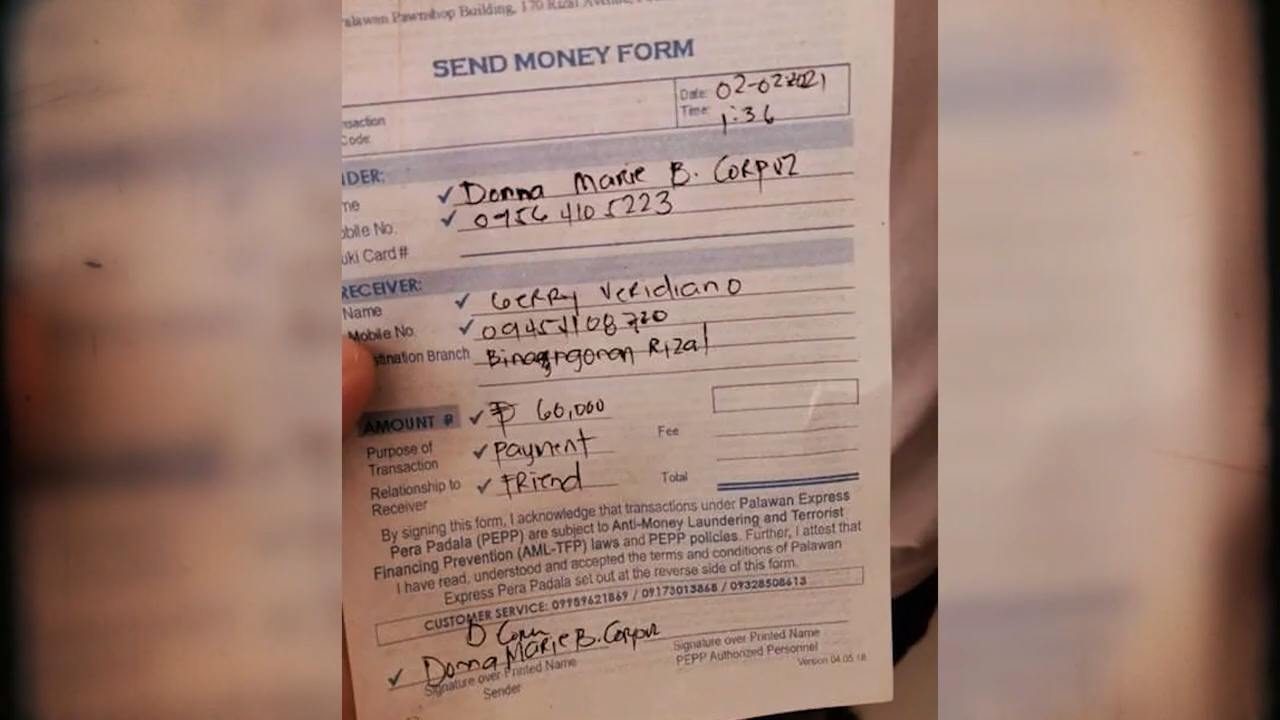 alawan Pawnshop Building, 170 Rizal Avenue,
SEND MONEY FORM
Date: 02-02-2021
Time: 1:36
saction
Code:
DER:
me ✓ Donna Marie B. Corpuz
obile No. ✓ 0956 410 5223
uki Card #
RECEIVER:
Name ✓ Gerry Veridiano
Mobile No. ✓ 09451108720
stination Branch Binangonan Rizal
AMOUNT ₱ ✓ ₱ 60,000
Purpose of Transaction ✓ Payment Fee
Relationship to Receiver ✓ Friend Total
By signing this form, I acknowledge that transactions under Palawan Express
Pera Padala (PEPP) are subject to Anti-Money Laundering and Terrorist
Financing Prevention (AML-TFP) laws and PEPP policies. Further, I attest that
I have read, understood and accepted the terms and conditions of Palawan
Express Pera Padala set out at the reverse side of this form.
CUSTOMER SERVICE: 09989621869 / 09173013868 / 09328508613
✓ Donna Marie B. Corpuz
Signature over Printed Name
Sender
Signature over Printed Name
PEPP Authorized Personnel
Version 04.05.18